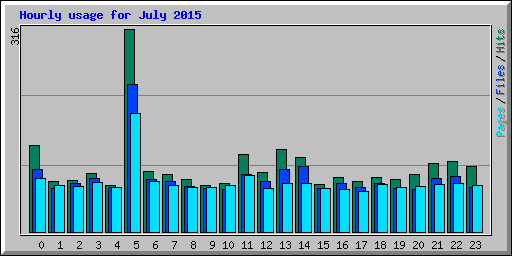 Hourly usage for July 2015
316
Pages / Files / Hits
0 1 2 3 4 5 6 7 8 9 10 11 12 13 14 15 16 17 18 19 20 21 22 23